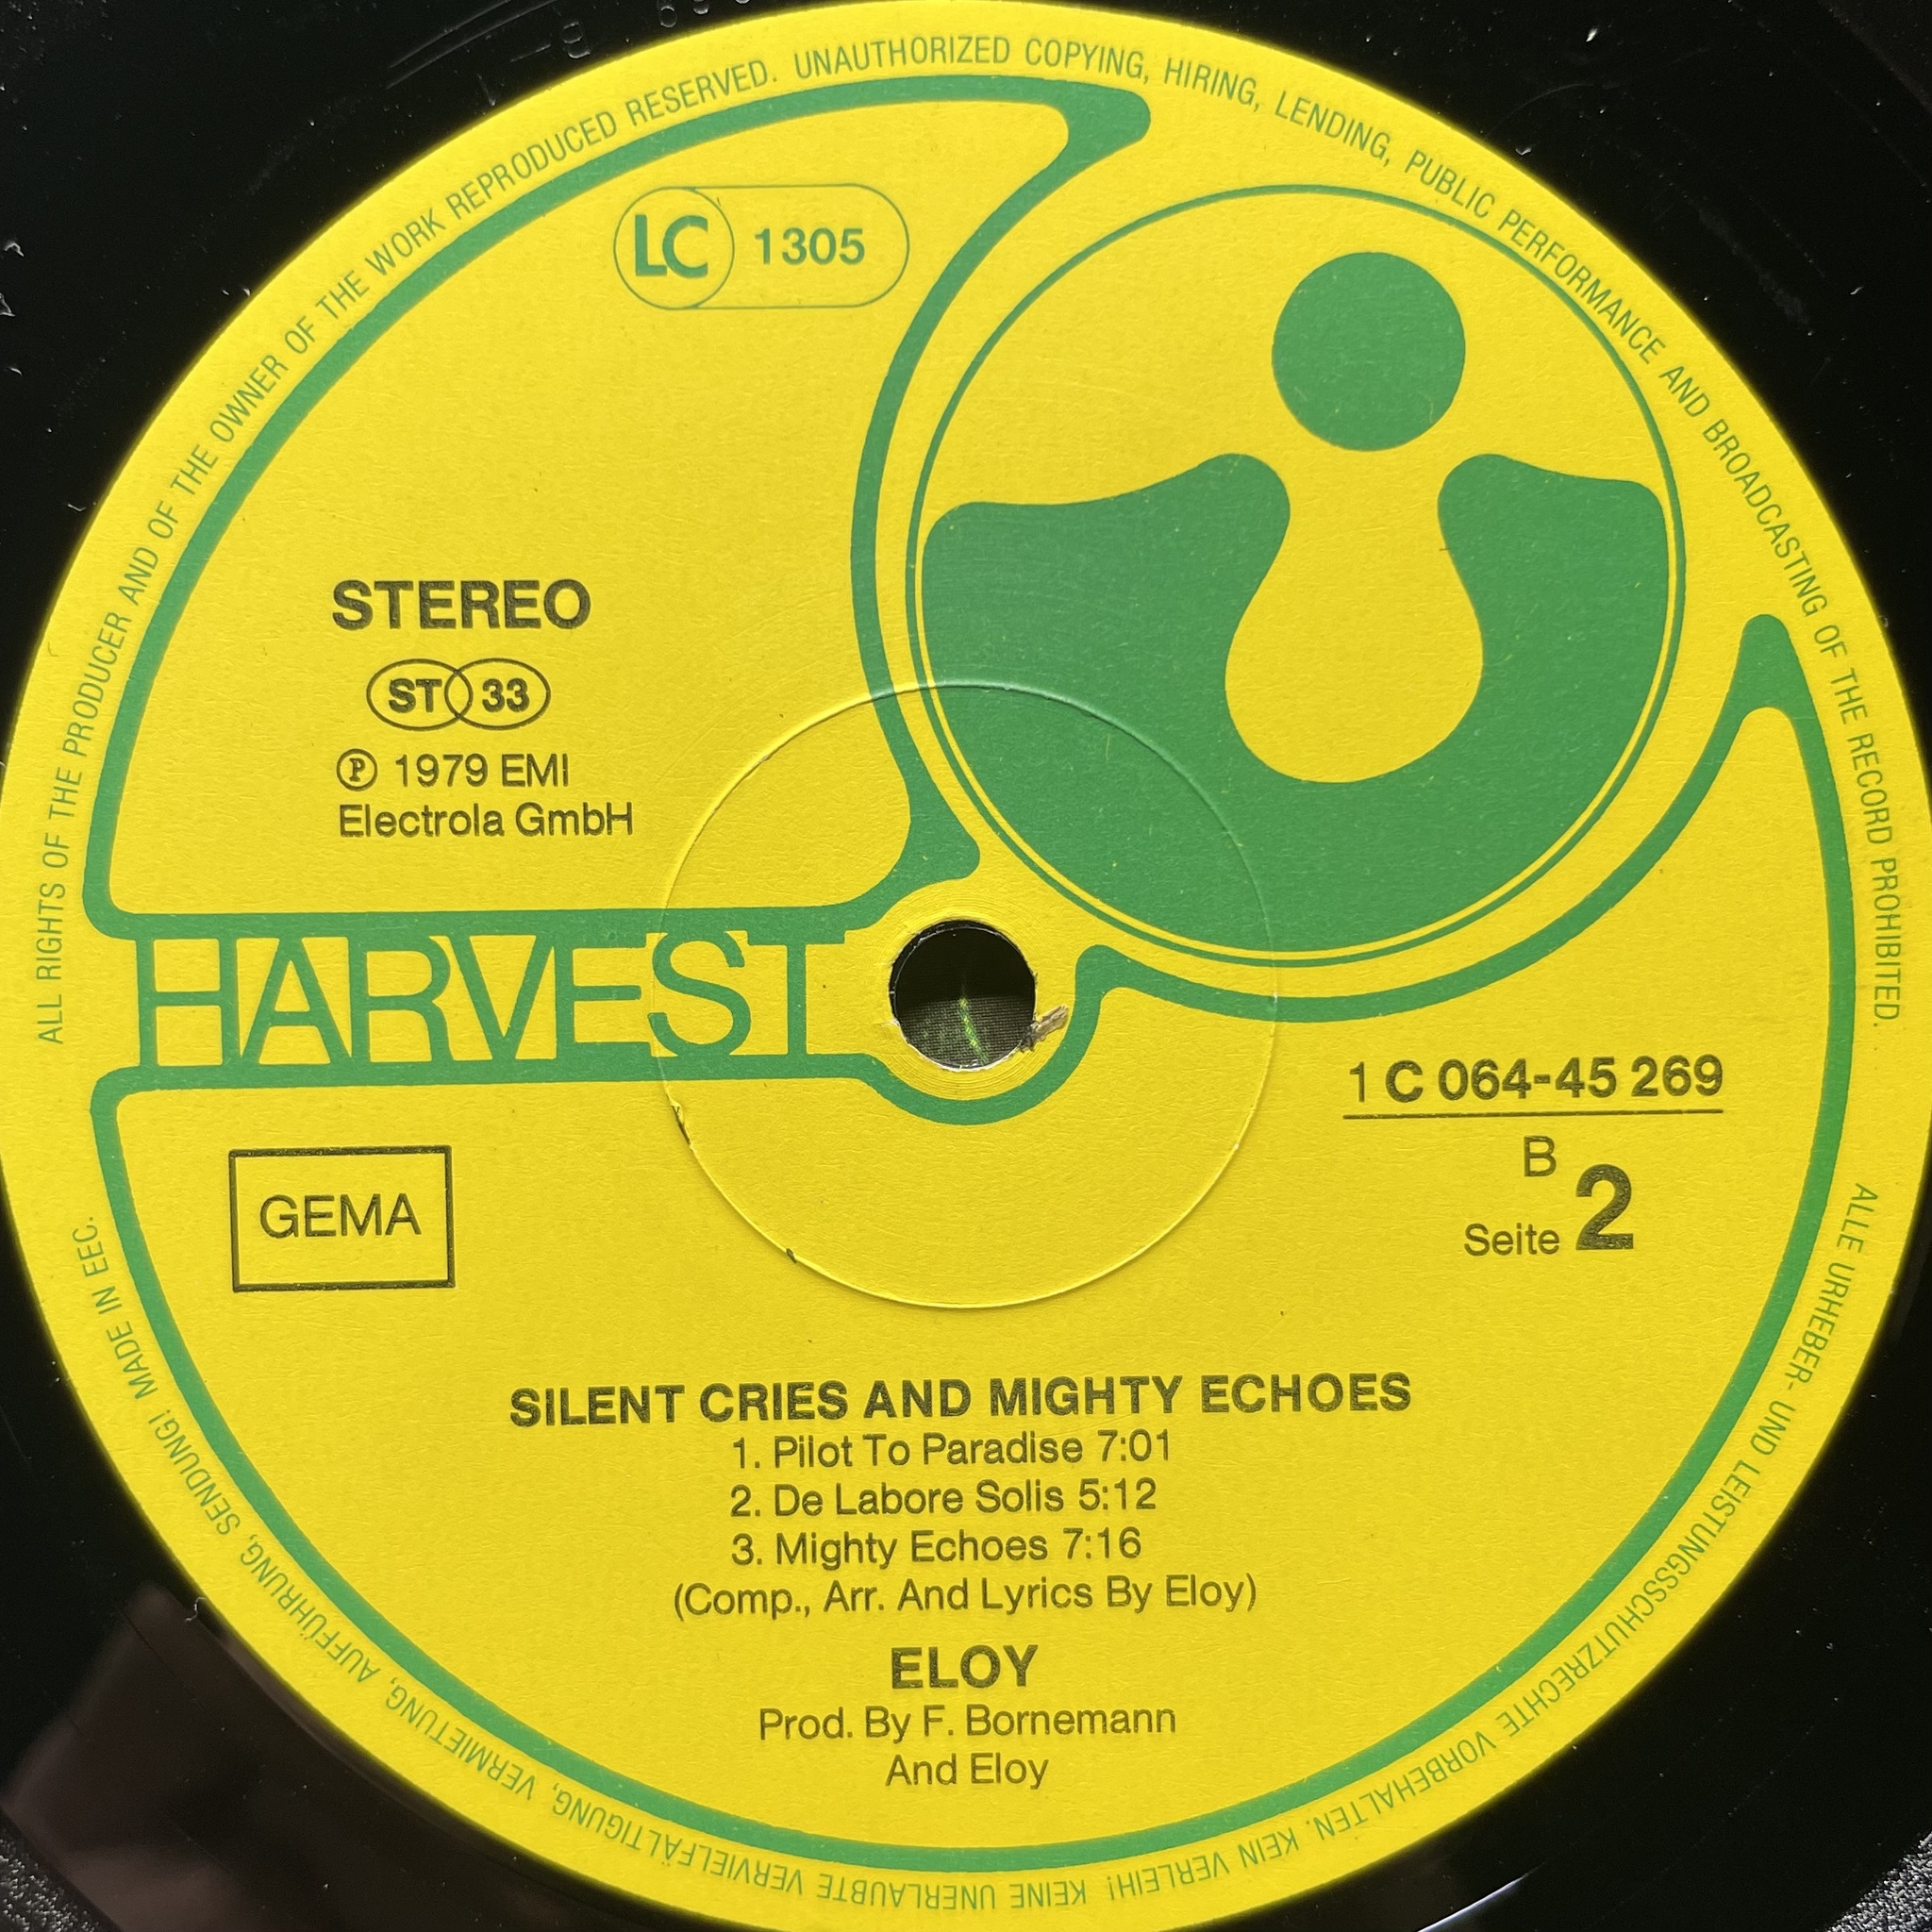 ALL RIGHTS OF THE PRODUCER AND OF THE OWNER OF THE WORK REPRODUCED RESERVED. UNAUTHORIZED COPYING, HIRING, LENDING, PUBLIC PERFORMANCE AND BROADCASTING OF THE RECORD PROHIBITED.
LC 1305
STEREO
ST 33
Ⓟ 1979 EMI
Electrola GmbH
HARVEST
1 C 064-45 269
B
Seite 2
GEMA
SILENT CRIES AND MIGHTY ECHOES
1. Pilot To Paradise 7:01
2. De Labore Solis 5:12
3. Mighty Echoes 7:16
(Comp., Arr. And Lyrics By Eloy)
ELOY
Prod. By F. Bornemann
And Eloy
ALLE URHEBER- UND LEISTUNGSSCHUTZRECHTE VORBEHALTEN. KEIN VERLEIH! KEINE UNERLAUBTE VERVIELFÄLTIGUNG, VERMIETUNG, AUFFÜHRUNG, SENDUNG! MADE IN EEC.